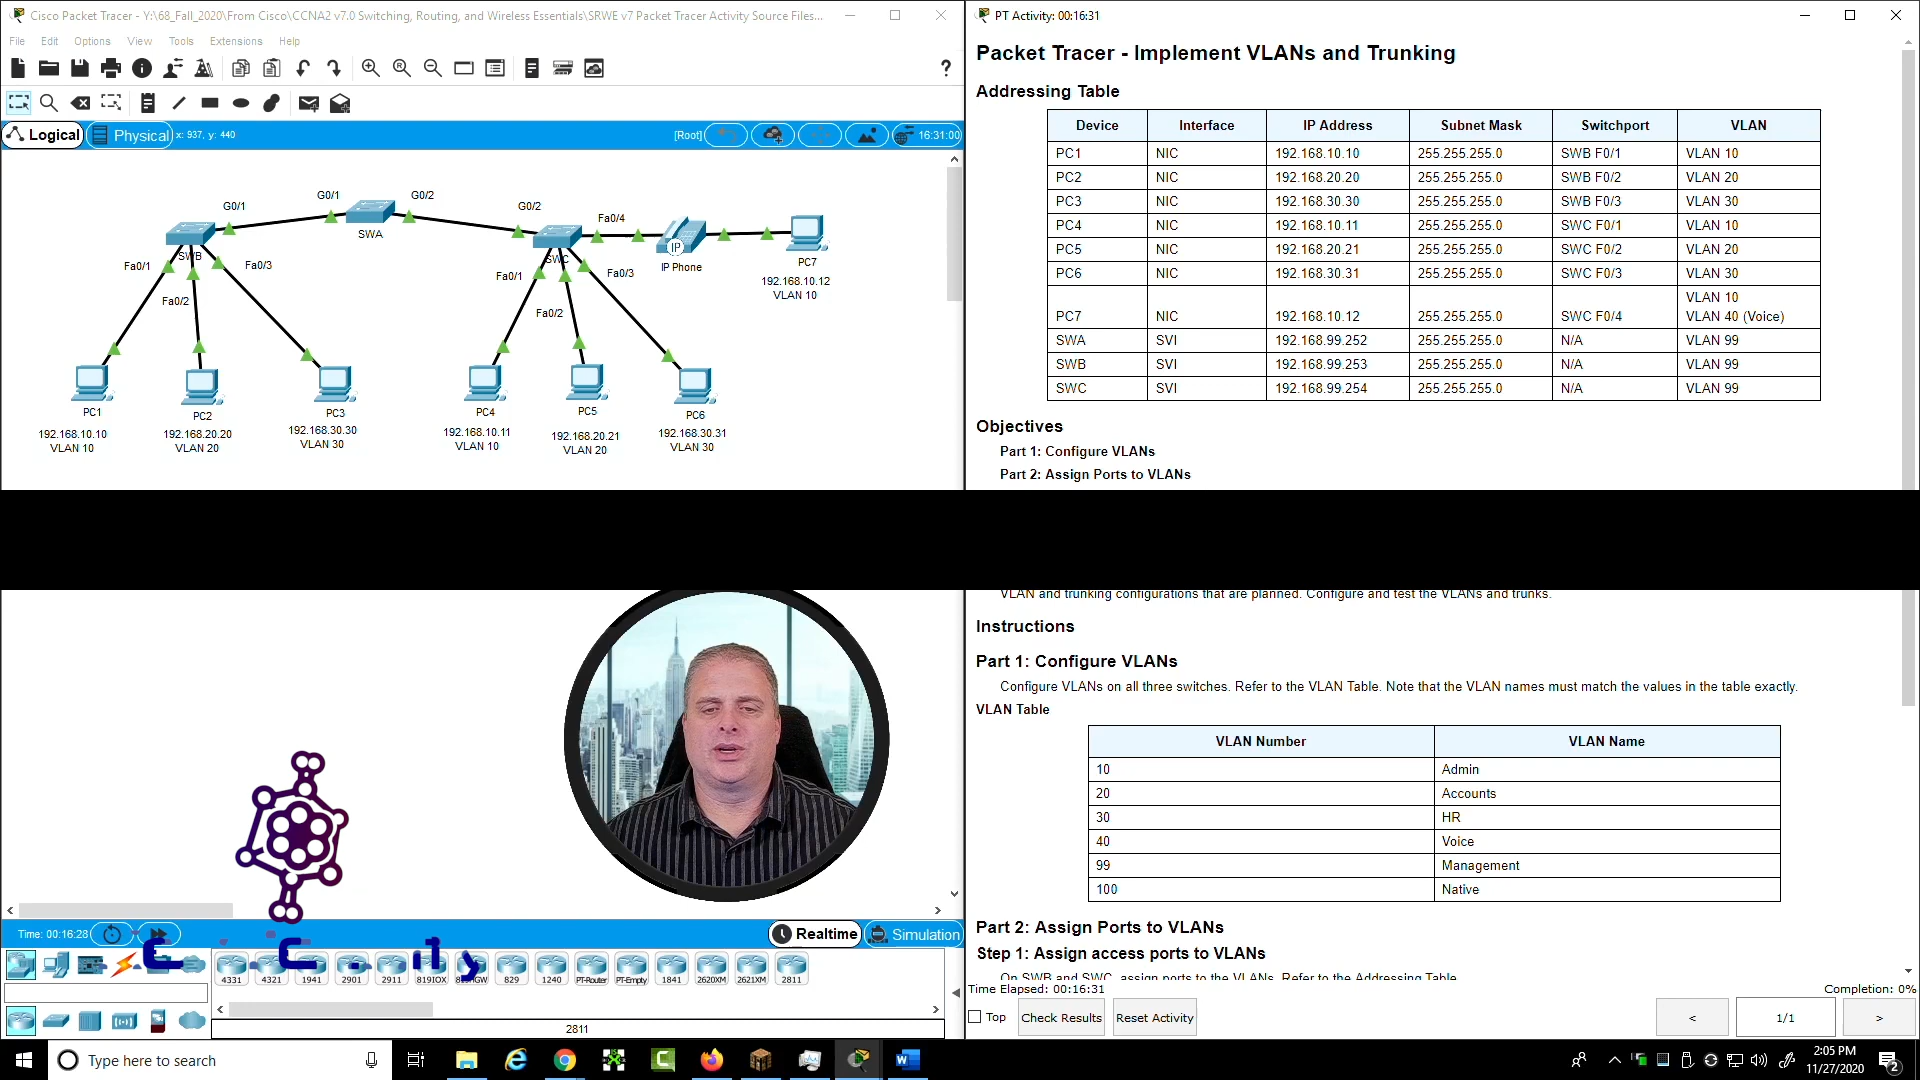 Cisco Packet Tracer - Y:\68_Fall_2020\From Cisco\CCNA2 v7.0 Switching, Routing, and Wireless Essentials\SRWE v7 Packet Tracer Activity Source Files...
File Edit Options View Tools Extensions Help
Logical Physical x: 937, y: 440 [Root] 16:31:00
G0/1 G0/1 G0/2 G0/2 Fa0/4
SWA
SWB
SWC
IP
IP Phone
PC7
192.168.10.12
VLAN 10
Fa0/1 Fa0/2 Fa0/3
Fa0/1 Fa0/2 Fa0/3
PC1
192.168.10.10
VLAN 10
PC2
192.168.20.20
VLAN 20
PC3
192.168.30.30
VLAN 30
PC4
192.168.10.11
VLAN 10
PC5
192.168.20.21
VLAN 20
PC6
192.168.30.31
VLAN 30
Time: 00:16:28 Realtime Simulation
4331 4321 1941 2901 2911 819IOX 829 1240 PT-Router PT-Empty 1841 2620XM 2621XM 2811
2811
PT Activity: 00:16:31
Packet Tracer - Implement VLANs and Trunking
Addressing Table
Device Interface IP Address Subnet Mask Switchport VLAN
PC1 NIC 192.168.10.10 255.255.255.0 SWB F0/1 VLAN 10
PC2 NIC 192.168.20.20 255.255.255.0 SWB F0/2 VLAN 20
PC3 NIC 192.168.30.30 255.255.255.0 SWB F0/3 VLAN 30
PC4 NIC 192.168.10.11 255.255.255.0 SWC F0/1 VLAN 10
PC5 NIC 192.168.20.21 255.255.255.0 SWC F0/2 VLAN 20
PC6 NIC 192.168.30.31 255.255.255.0 SWC F0/3 VLAN 30
VLAN 10
PC7 NIC 192.168.10.12 255.255.255.0 SWC F0/4 VLAN 40 (Voice)
SWA SVI 192.168.99.252 255.255.255.0 N/A VLAN 99
SWB SVI 192.168.99.253 255.255.255.0 N/A VLAN 99
SWC SVI 192.168.99.254 255.255.255.0 N/A VLAN 99
Objectives
Part 1: Configure VLANs
Part 2: Assign Ports to VLANs
VLAN and trunking configurations that are planned. Configure and test the VLANs and trunks.
Instructions
Part 1: Configure VLANs
Configure VLANs on all three switches. Refer to the VLAN Table. Note that the VLAN names must match the values in the table exactly.
VLAN Table
VLAN Number VLAN Name
10 Admin
20 Accounts
30 HR
40 Voice
99 Management
100 Native
Part 2: Assign Ports to VLANs
Step 1: Assign access ports to VLANs
On SWB and SWC, assign ports to the VLANs. Refer to the Addressing Table.
Time Elapsed: 00:16:31 Completion: 0%
Top Check Results Reset Activity < 1/1 >
Type here to search
2:05 PM
11/27/2020
2